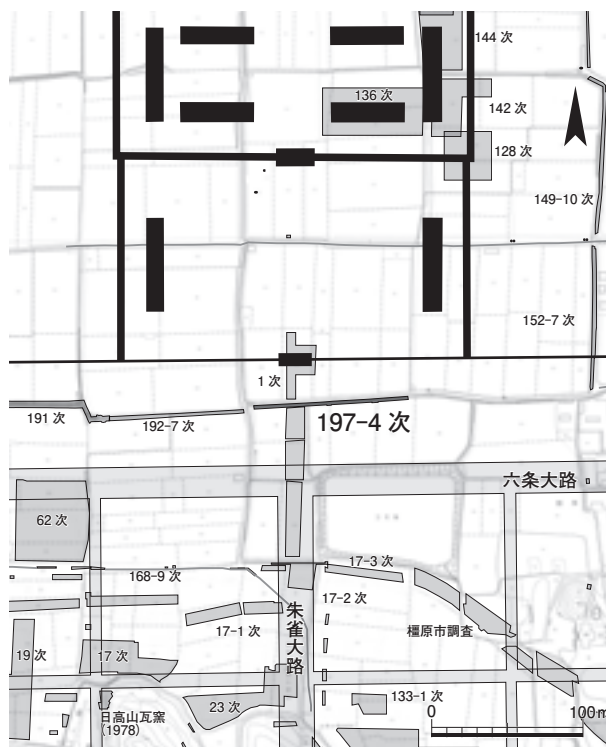 144 次
136 次
142 次
128 次
149-10 次
152-7 次
1 次
197-4 次
191 次
192-7 次
六条大路
62 次
17-3 次
168-9 次
17-2 次
朱雀大路
17-1 次
橿原市調査
19 次
17 次
23 次
133-1 次
日高山瓦窯
(1978)
0
100m